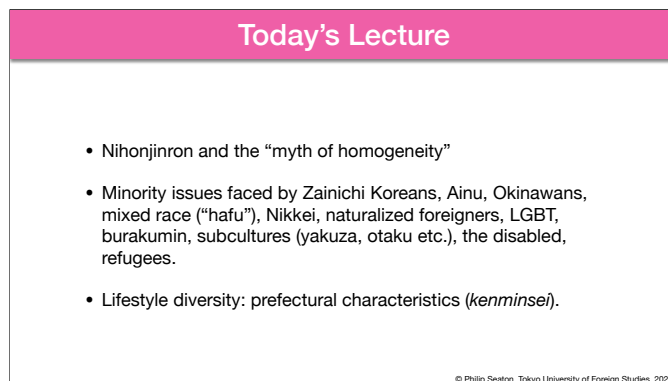 Today's Lecture
• Nihonjinron and the “myth of homogeneity”
• Minority issues faced by Zainichi Koreans, Ainu, Okinawans,
mixed race (“hafu”), Nikkei, naturalized foreigners, LGBT,
burakumin, subcultures (yakuza, otaku etc.), the disabled,
refugees.
• Lifestyle diversity: prefectural characteristics (kenminsei).
© Philip Seaton, Tokyo University of Foreign Studies,